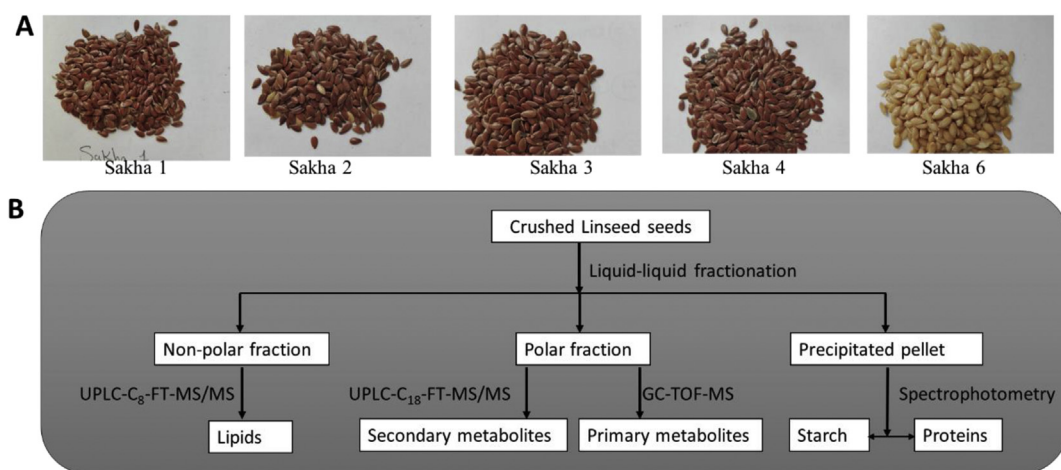 A
Sakha 1
Sakha 1
Sakha 2
Sakha 3
Sakha 4
Sakha 6
B
Crushed Linseed seeds
Liquid-liquid fractionation
Non-polar fraction
Polar fraction
Precipitated pellet
UPLC-C₈-FT-MS/MS
UPLC-C₁₈-FT-MS/MS
GC-TOF-MS
Spectrophotometry
Lipids
Secondary metabolites
Primary metabolites
Starch
Proteins